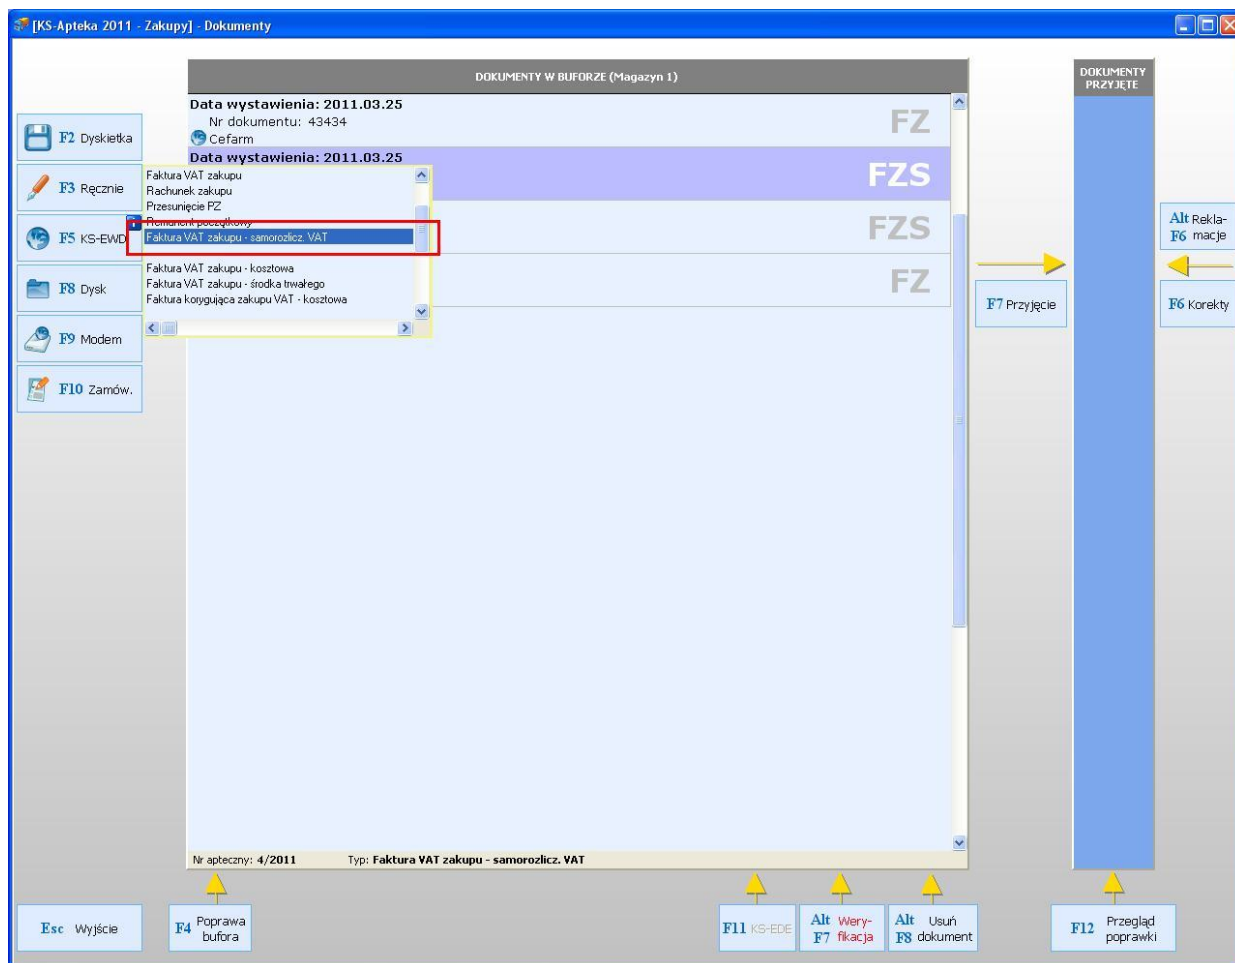 [KS-Apteka 2011 - Zakupy] - Dokumenty
DOKUMENTY W BUFORZE (Magazyn 1)
DOKUMENTY
PRZYJĘTE
Data wystawienia: 2011.03.25
Nr dokumentu: 43434
Cefarm
FZ
Data wystawienia: 2011.03.25
FZS
FZS
FZ
F2 Dyskietka
F3 Ręcznie
F5 KS-EWD
F8 Dysk
F9 Modem
F10 Zamów.
Faktura VAT zakupu
Rachunek zakupu
Przesunięcie PZ
Remanent początkowy
Faktura VAT zakupu - samorozlicz. VAT
Faktura VAT zakupu - kosztowa
Faktura VAT zakupu - środka trwałego
Faktura korygująca zakupu VAT - kosztowa
F7 Przyjęcie
Alt Rekla-
F6 macje
F6 Korekty
Nr apteczny: 4/2011 Typ: Faktura VAT zakupu - samorozlicz. VAT
Esc Wyjście
F4 Poprawa
bufora
F11 KS-EDE
Alt Wery-
F7 fikacja
Alt Usuń
F8 dokument
F12 Przegląd
poprawki